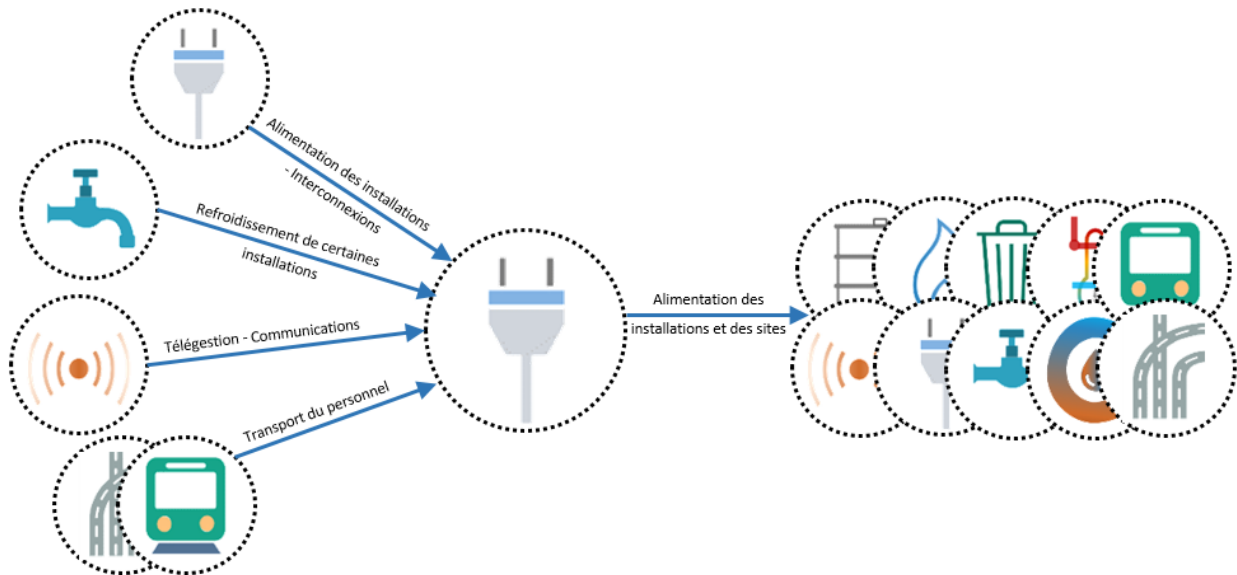 Alimentation des installations
- Interconnexions
Refroidissement de certaines
installations
Télégestion - Communications
Transport du personnel
Alimentation des
installations et des sites